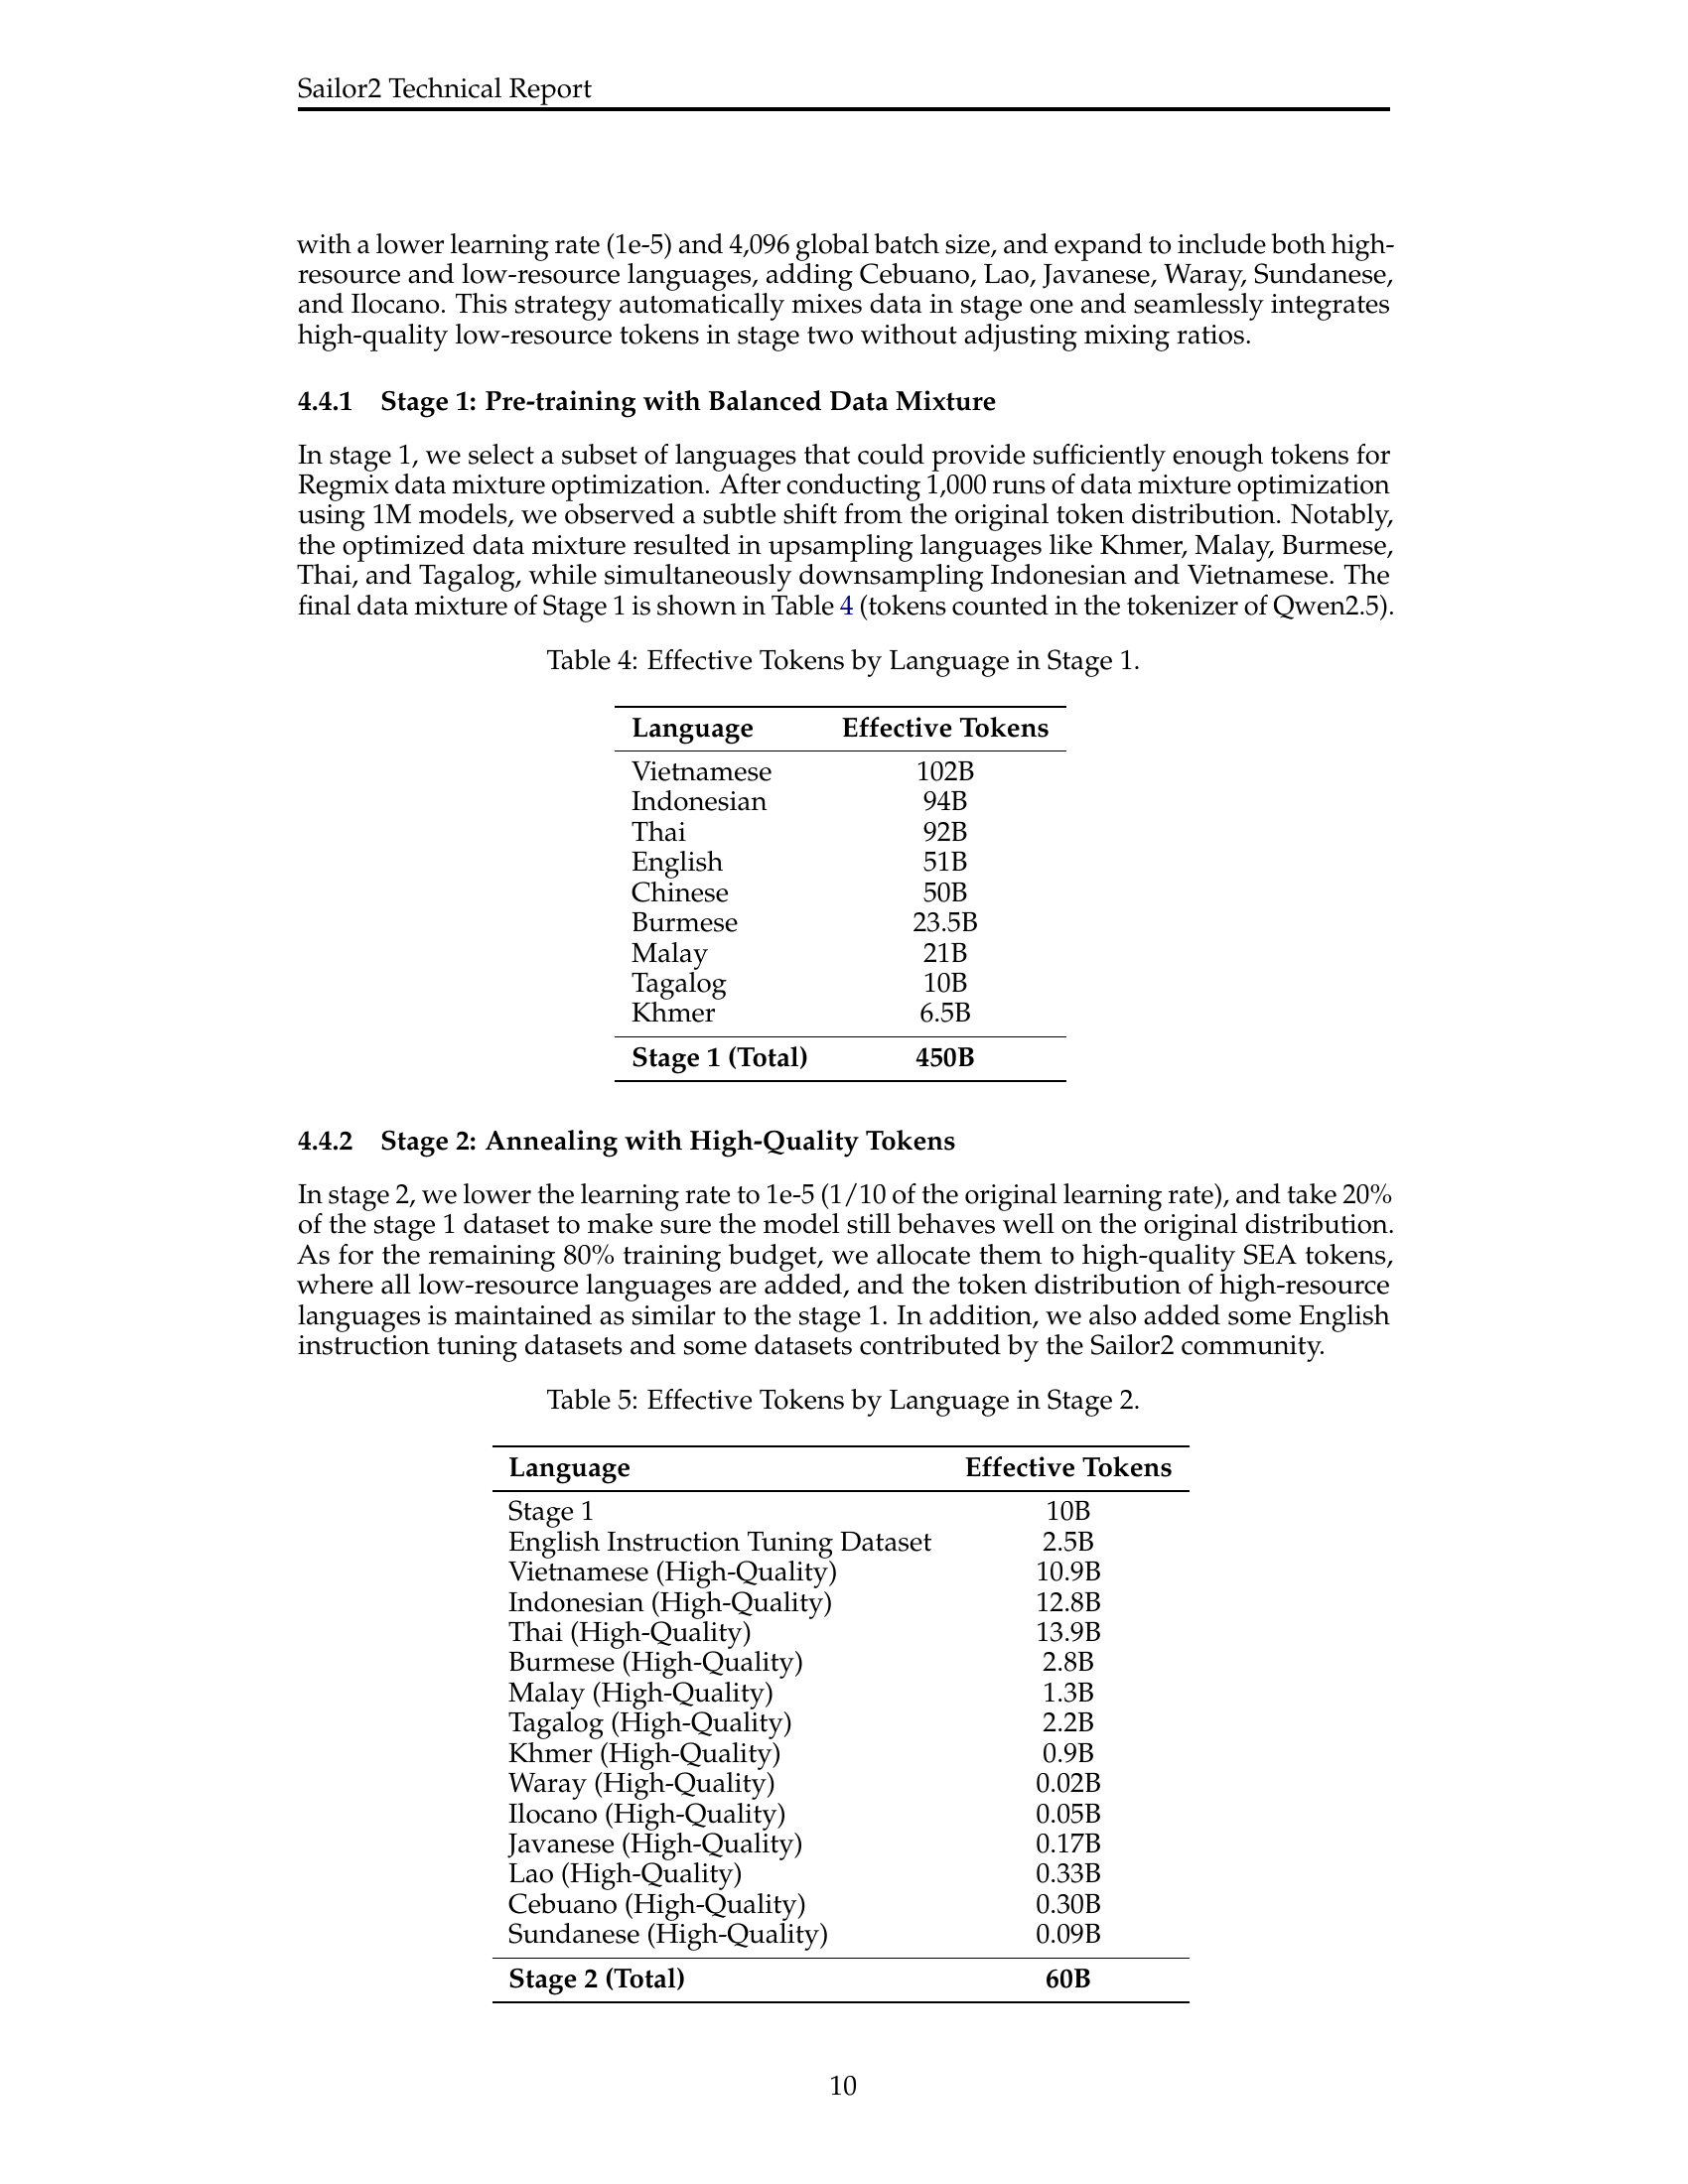 Sailor2 Technical Report
with a lower learning rate (1e-5) and 4,096 global batch size, and expand to include both high-
resource and low-resource languages, adding Cebuano, Lao, Javanese, Waray, Sundanese,
and Ilocano. This strategy automatically mixes data in stage one and seamlessly integrates
high-quality low-resource tokens in stage two without adjusting mixing ratios.
4.4.1 Stage 1: Pre-training with Balanced Data Mixture
In stage 1, we select a subset of languages that could provide sufficiently enough tokens for
Regmix data mixture optimization. After conducting 1,000 runs of data mixture optimization
using 1M models, we observed a subtle shift from the original token distribution. Notably,
the optimized data mixture resulted in upsampling languages like Khmer, Malay, Burmese,
Thai, and Tagalog, while simultaneously downsampling Indonesian and Vietnamese. The
final data mixture of Stage 1 is shown in Table 4 (tokens counted in the tokenizer of Qwen2.5).
Table 4: Effective Tokens by Language in Stage 1.
Language Effective Tokens
Vietnamese 102B
Indonesian 94B
Thai 92B
English 51B
Chinese 50B
Burmese 23.5B
Malay 21B
Tagalog 10B
Khmer 6.5B
Stage 1 (Total) 450B
4.4.2 Stage 2: Annealing with High-Quality Tokens
In stage 2, we lower the learning rate to 1e-5 (1/10 of the original learning rate), and take 20%
of the stage 1 dataset to make sure the model still behaves well on the original distribution.
As for the remaining 80% training budget, we allocate them to high-quality SEA tokens,
where all low-resource languages are added, and the token distribution of high-resource
languages is maintained as similar to the stage 1. In addition, we also added some English
instruction tuning datasets and some datasets contributed by the Sailor2 community.
Table 5: Effective Tokens by Language in Stage 2.
Language Effective Tokens
Stage 1 10B
English Instruction Tuning Dataset 2.5B
Vietnamese (High-Quality) 10.9B
Indonesian (High-Quality) 12.8B
Thai (High-Quality) 13.9B
Burmese (High-Quality) 2.8B
Malay (High-Quality) 1.3B
Tagalog (High-Quality) 2.2B
Khmer (High-Quality) 0.9B
Waray (High-Quality) 0.02B
Ilocano (High-Quality) 0.05B
Javanese (High-Quality) 0.17B
Lao (High-Quality) 0.33B
Cebuano (High-Quality) 0.30B
Sundanese (High-Quality) 0.09B
Stage 2 (Total) 60B
10